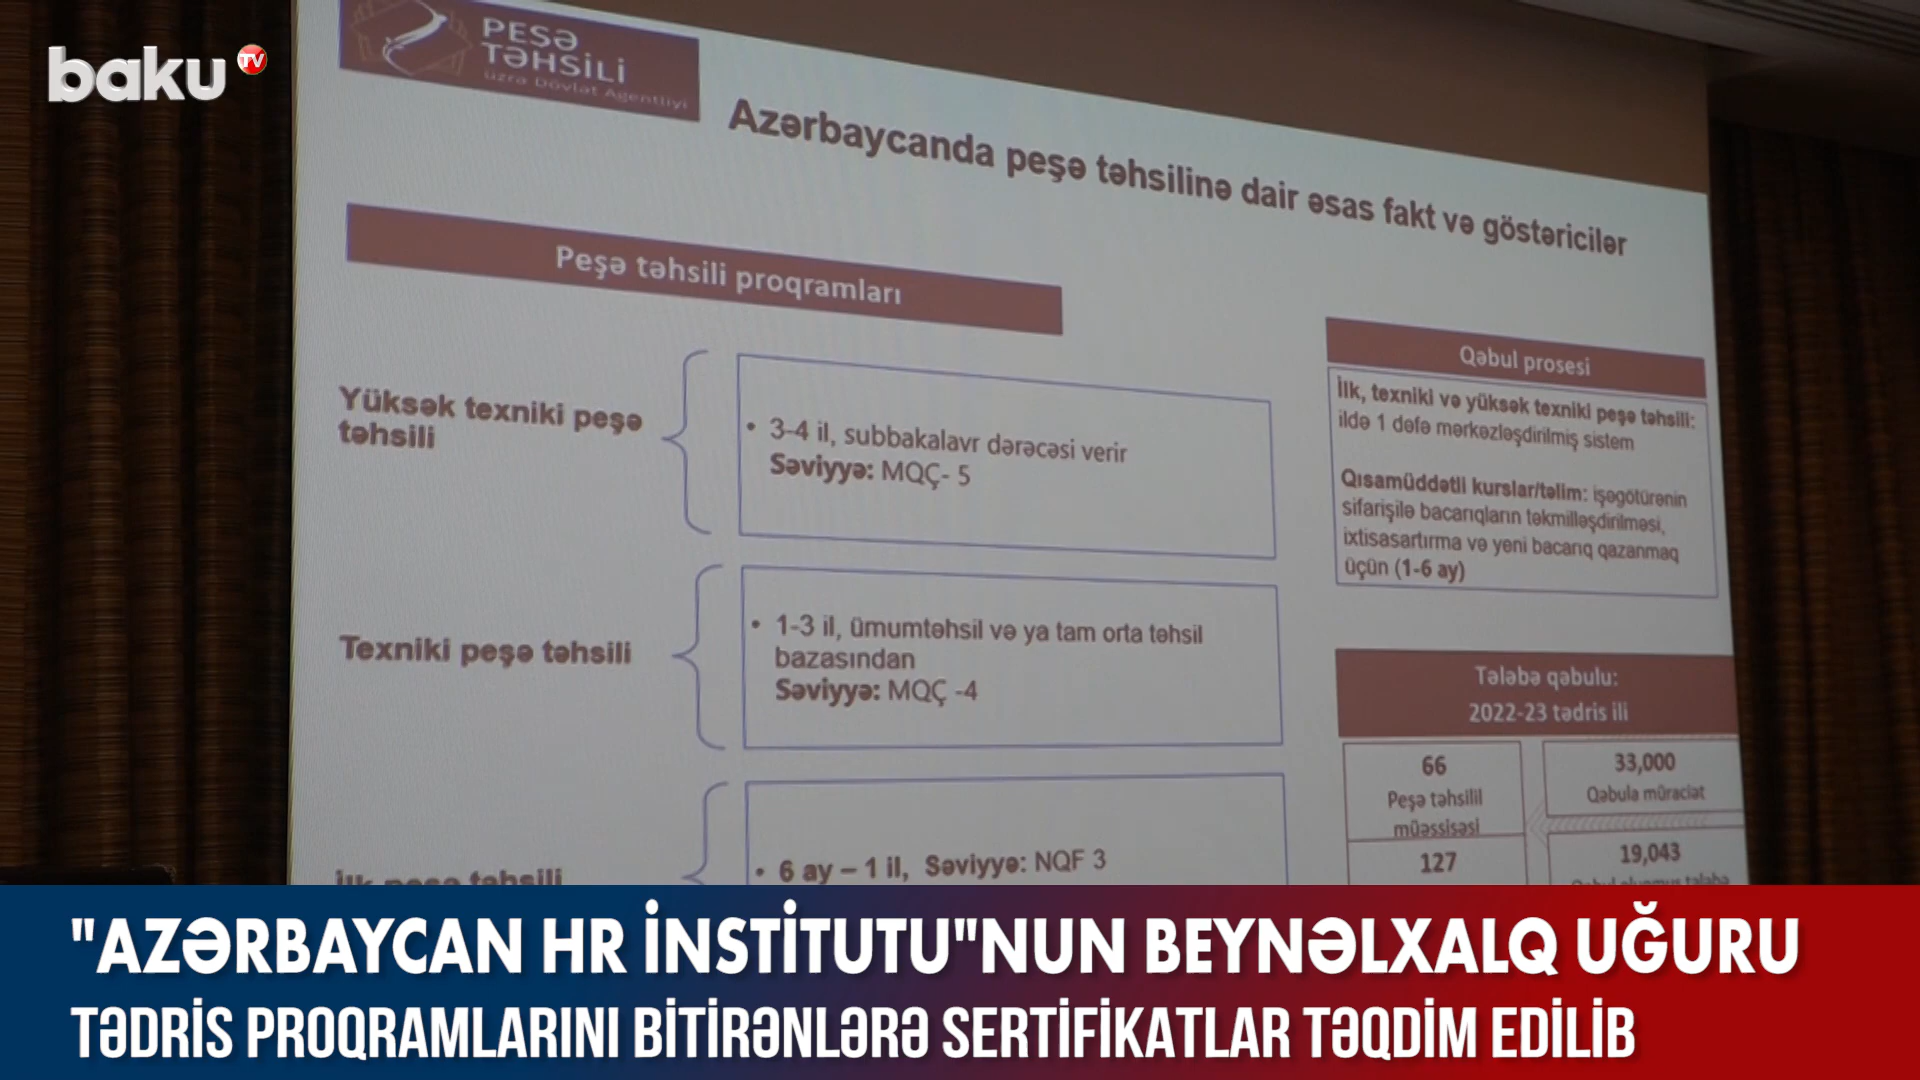 baku TV
PEŞƏ
TƏHSİLİ
üzrə Dövlət Agentliyi
Azərbaycanda peşə təhsilinə dair əsas fakt və göstəricilər
Peşə təhsili proqramları
Yüksək texniki peşə
təhsili
• 3-4 il, subbakalavr dərəcəsi verir
Səviyyə: MQÇ- 5
Texniki peşə təhsili
• 1-3 il, ümumtəhsil və ya tam orta təhsil
bazasından
Səviyyə: MQÇ -4
İlk peşə təhsili
• 6 ay – 1 il, Səviyyə: NQF 3
Qəbul prosesi
İlk, texniki və yüksək texniki peşə təhsili:
ildə 1 dəfə mərkəzləşdirilmiş sistem
Qısamüddətli kurslar/təlim: işəgötürənin
sifarişilə bacarıqların təkmilləşdirilməsi,
ixtisasartırma və yeni bacarıq qazanmaq
üçün (1-6 ay)
Tələbə qəbulu:
2022-23 tədris ili
66
Peşə təhsilil
müəssisəsi
127
33,000
Qəbula müraciət
19,043
Qəbul olunmuş tələbə
"AZƏRBAYCAN HR İNSTİTUTU"NUN BEYNƏLXALQ UĞURU
TƏDRİS PROQRAMLARINI BİTİRƏNLƏRƏ SERTİFİKATLAR TƏQDİM EDİLİB